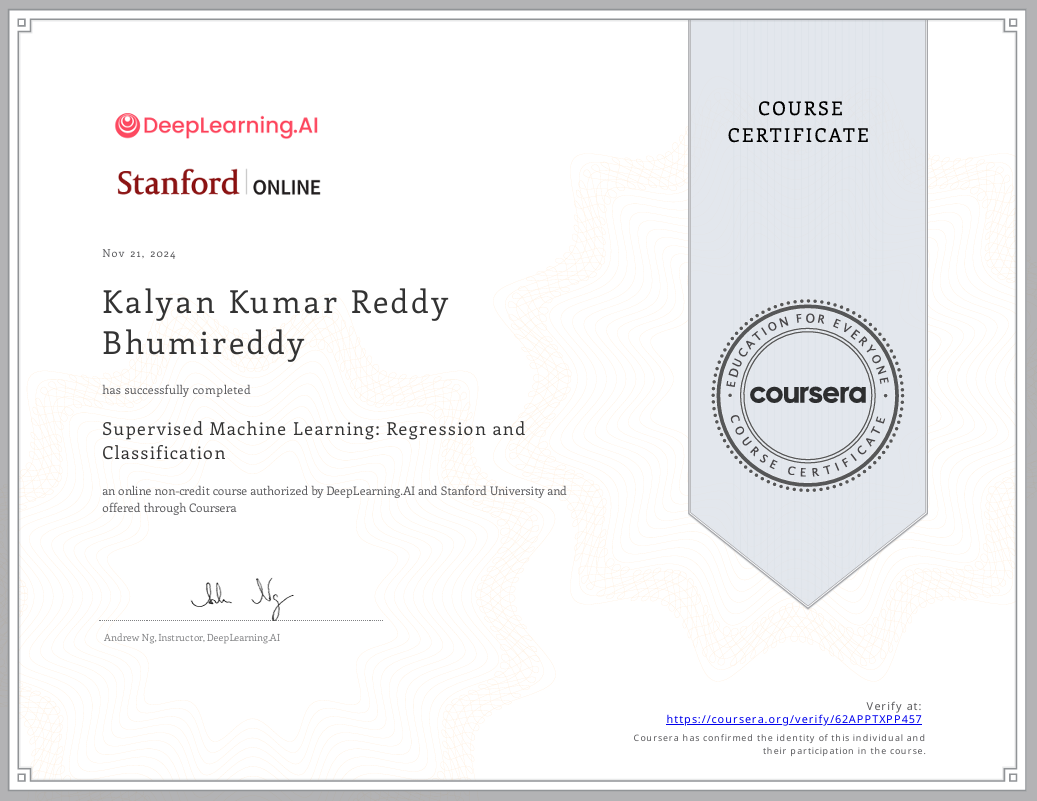 DeepLearning.AI
Stanford ONLINE
COURSE
CERTIFICATE
Nov 21, 2024
Kalyan Kumar Reddy
Bhumireddy
has successfully completed
Supervised Machine Learning: Regression and
Classification
an online non-credit course authorized by DeepLearning.AI and Stanford University and
offered through Coursera
EDUCATION FOR EVERYONE
coursera
COURSE CERTIFICATE
Andrew Ng, Instructor, DeepLearning.AI
Verify at:
https://coursera.org/verify/62APPTXPP457
Coursera has confirmed the identity of this individual and
their participation in the course.